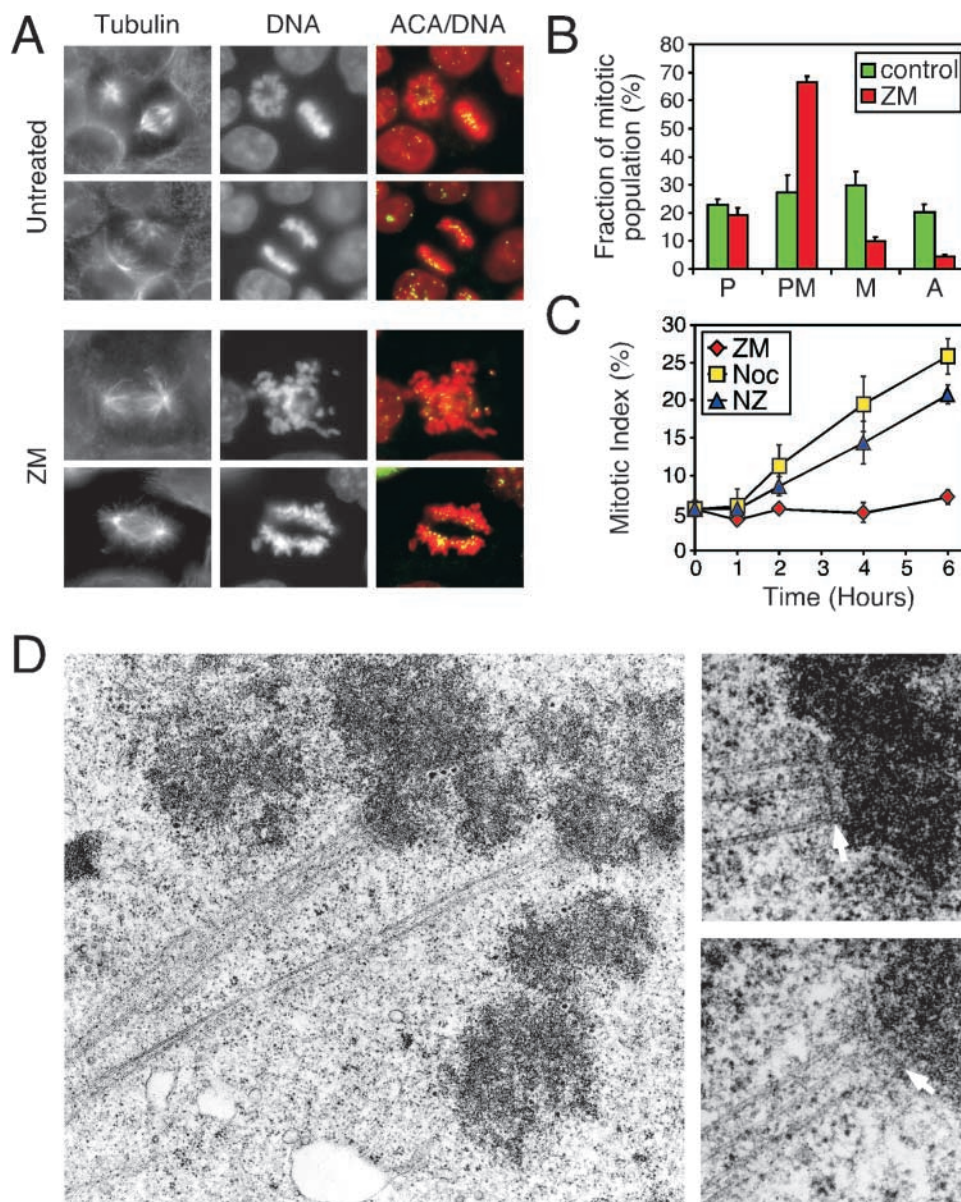 A
Tubulin
DNA
ACA/DNA
Untreated
ZM
B
Fraction of mitotic
population (%)
80
70
60
50
40
30
20
10
0
control
ZM
P
PM
M
A
C
Mitotic Index (%)
30
25
20
15
10
5
0
ZM
Noc
NZ
0
1
2
3
4
5
6
Time (Hours)
D